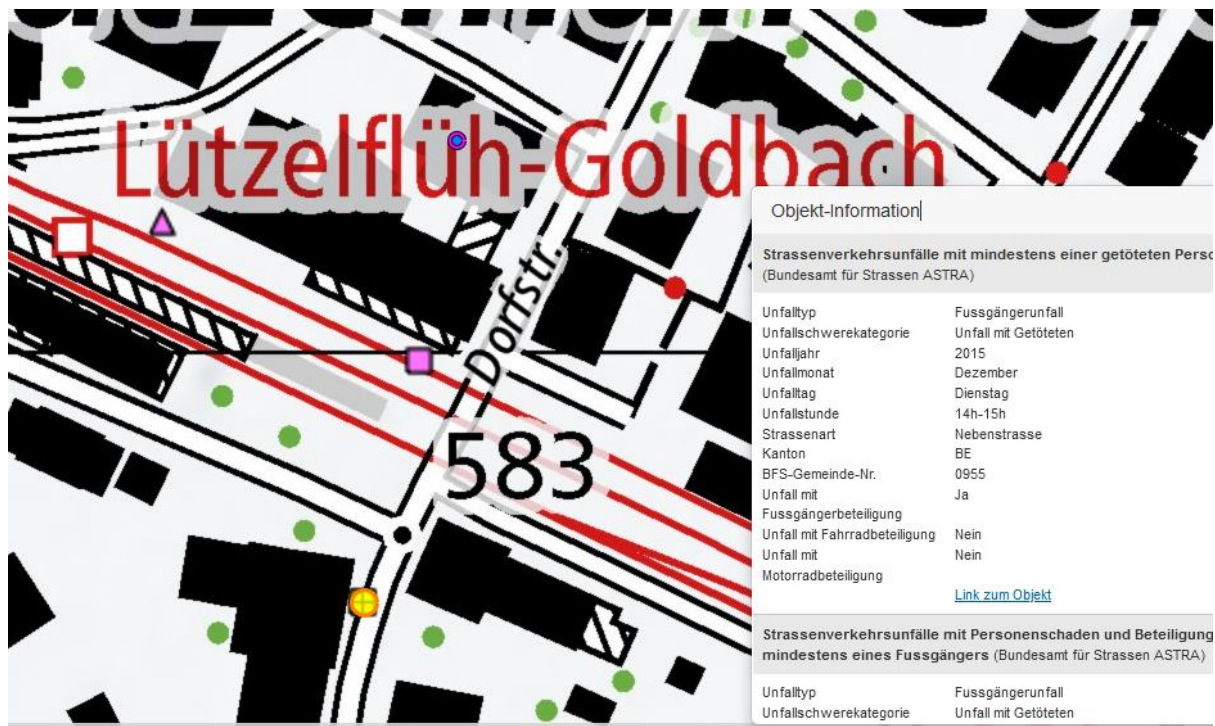 Lützelflüh-Goldbach
Dorfstr.
583
Objekt-Information
Strassenverkehrsunfälle mit mindestens einer getöteten Perso
(Bundesamt für Strassen ASTRA)
Unfalltyp Fussgängerunfall
Unfallschwerekategorie Unfall mit Getöteten
Unfalljahr 2015
Unfallmonat Dezember
Unfalltag Dienstag
Unfallstunde 14h-15h
Strassenart Nebenstrasse
Kanton BE
BFS-Gemeinde-Nr. 0955
Unfall mit Ja
Fussgängerbeteiligung
Unfall mit Fahrradbeteiligung Nein
Unfall mit Nein
Motorradbeteiligung
Link zum Objekt
Strassenverkehrsunfälle mit Personenschaden und Beteiligung
mindestens eines Fussgängers (Bundesamt für Strassen ASTRA)
Unfalltyp Fussgängerunfall
Unfallschwerekategorie Unfall mit Getöteten